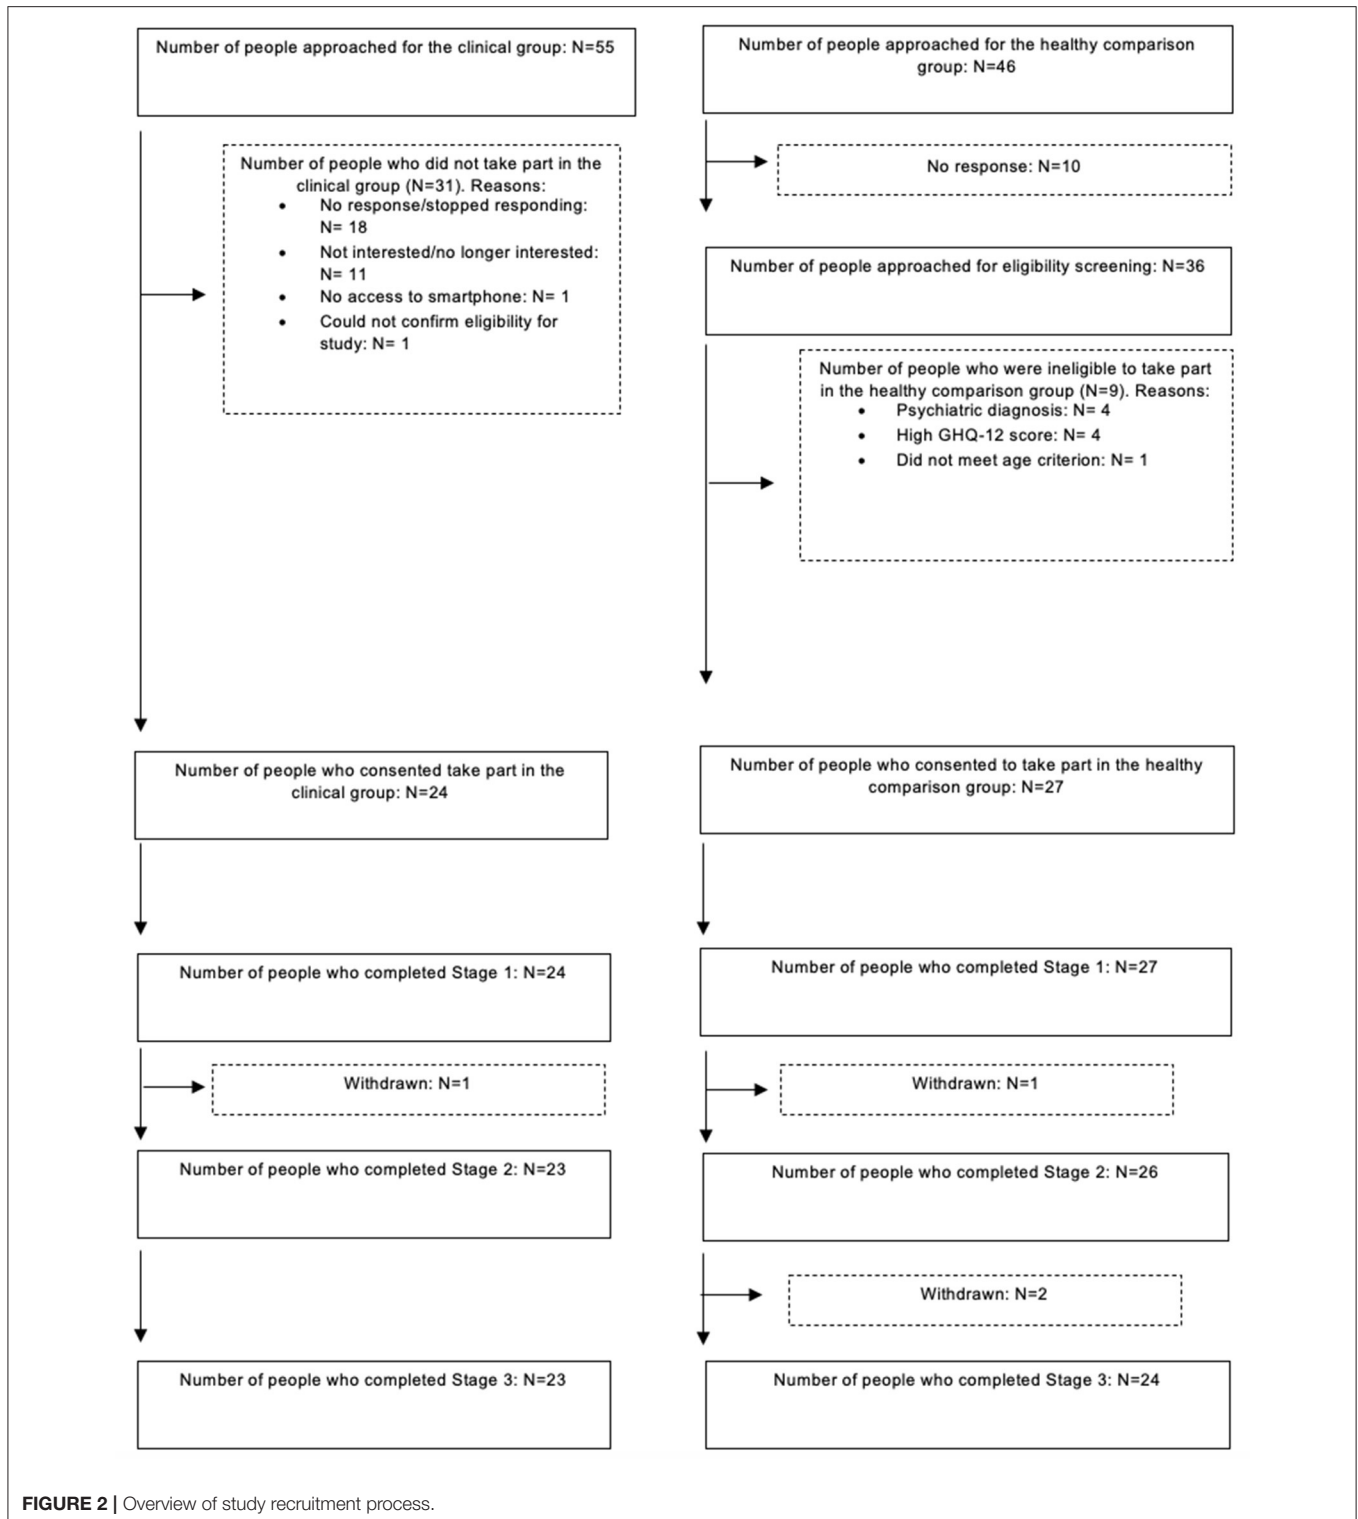 Number of people approached for the clinical group: N=55
Number of people who did not take part in the
clinical group (N=31). Reasons:
• No response/stopped responding:
N= 18
• Not interested/no longer interested:
N= 11
• No access to smartphone: N= 1
• Could not confirm eligibility for
study: N= 1
Number of people who consented take part in the
clinical group: N=24
Number of people who completed Stage 1: N=24
Withdrawn: N=1
Number of people who completed Stage 2: N=23
Number of people who completed Stage 3: N=23
Number of people approached for the healthy comparison
group: N=46
No response: N=10
Number of people approached for eligibility screening: N=36
Number of people who were ineligible to take part
in the healthy comparison group (N=9). Reasons:
• Psychiatric diagnosis: N= 4
• High GHQ-12 score: N= 4
• Did not meet age criterion: N= 1
Number of people who consented to take part in the healthy
comparison group: N=27
Number of people who completed Stage 1: N=27
Withdrawn: N=1
Number of people who completed Stage 2: N=26
Withdrawn: N=2
Number of people who completed Stage 3: N=24
FIGURE 2 | Overview of study recruitment process.